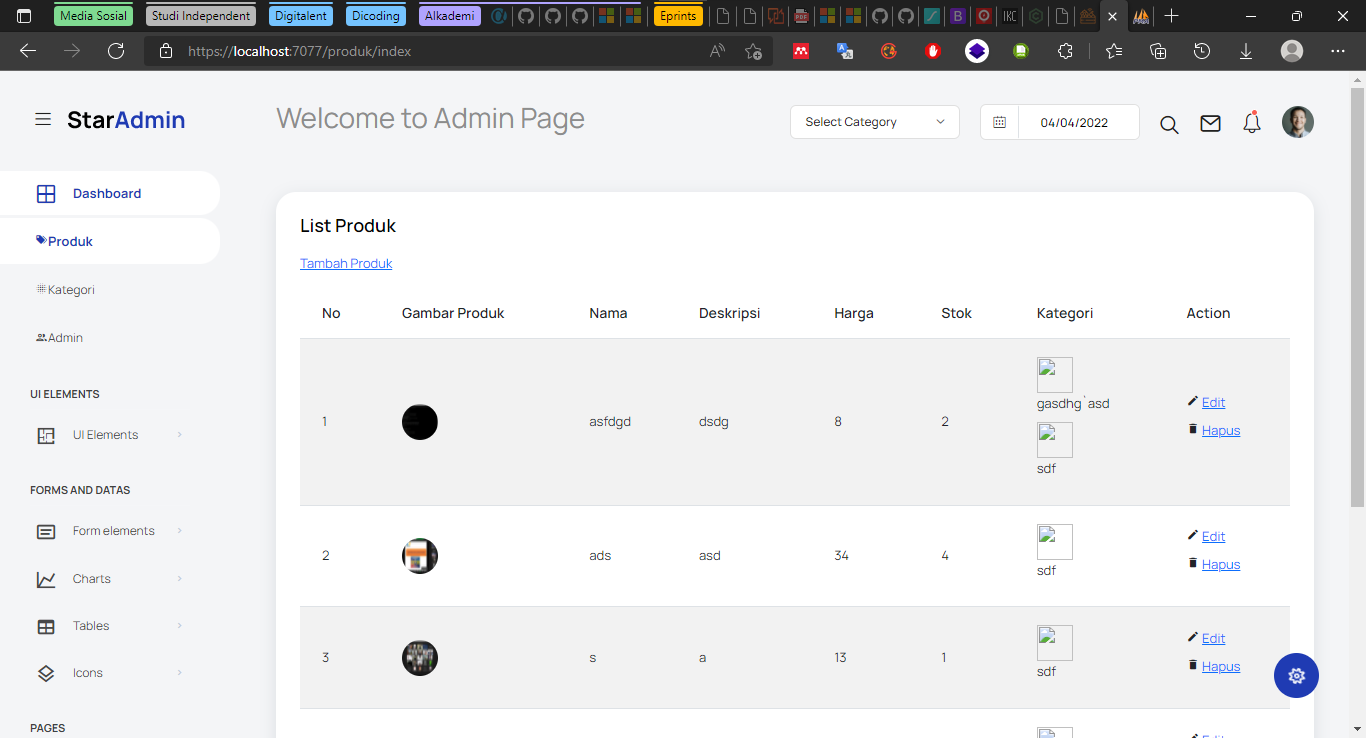 Media Sosial Studi Independent Digitalent Dicoding Alkademi Eprints
https://localhost:7077/produk/index
StarAdmin
Welcome to Admin Page
Select Category
04/04/2022
Dashboard
Produk
Kategori
Admin
UI ELEMENTS
UI Elements
FORMS AND DATAS
Form elements
Charts
Tables
Icons
PAGES
List Produk
Tambah Produk
No Gambar Produk Nama Deskripsi Harga Stok Kategori Action
1 asfdgd dsdg 8 2
gasdhg`asd
sdf
Edit
Hapus
2 ads asd 34 4
sdf
Edit
Hapus
3 s a 13 1
sdf
Edit
Hapus